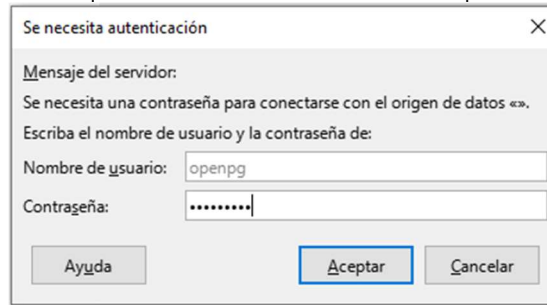 Se necesita autenticación
Mensaje del servidor:
Se necesita una contraseña para conectarse con el origen de datos «».
Escriba el nombre de usuario y la contraseña de:
Nombre de usuario: openpg
Contraseña: •••••••••
Ayuda Aceptar Cancelar